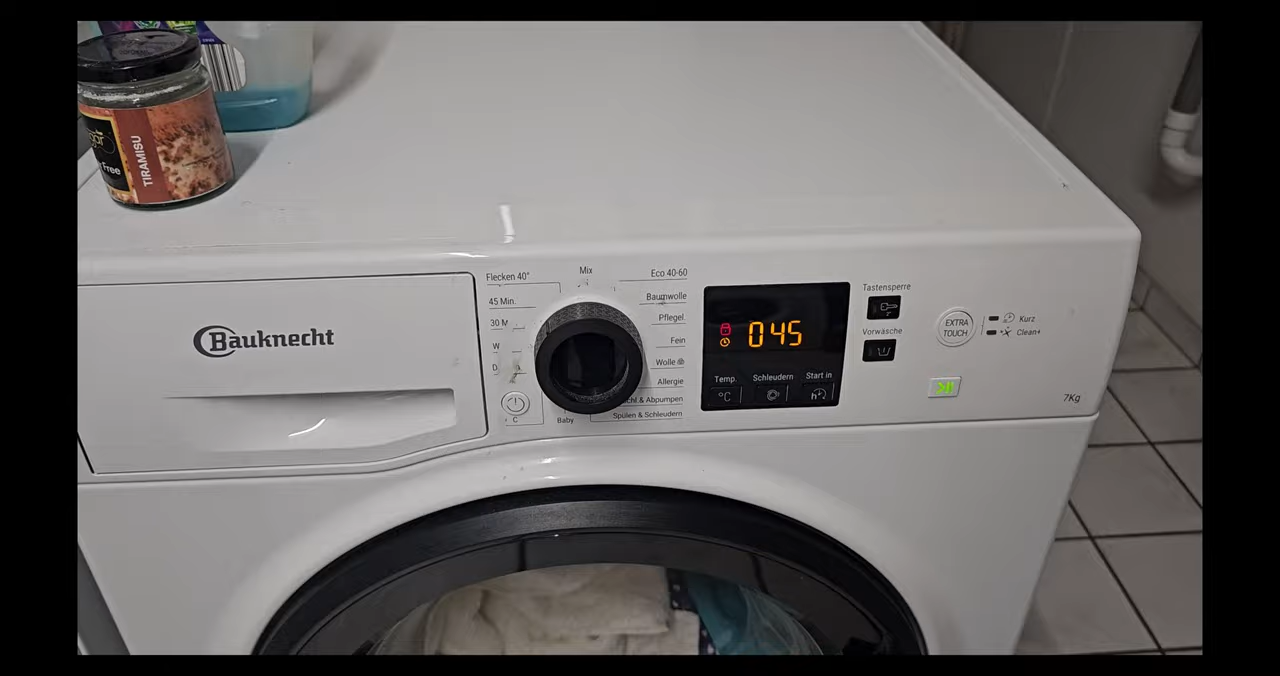 TIRAMISU
Free
Bauknecht
Flecken 40°
Mix
Eco 40-60
45 Min.
Baumwolle
30 M
Pflegel.
W
Fein
D
Wolle
Allergie
& Abpumpen
C
Baby
Spülen & Schleudern
045
Temp.
Schleudern
Start in
°C
h
Tastensperre
Vorwäsche
EXTRA
TOUCH
Kurz
Clean+
7Kg